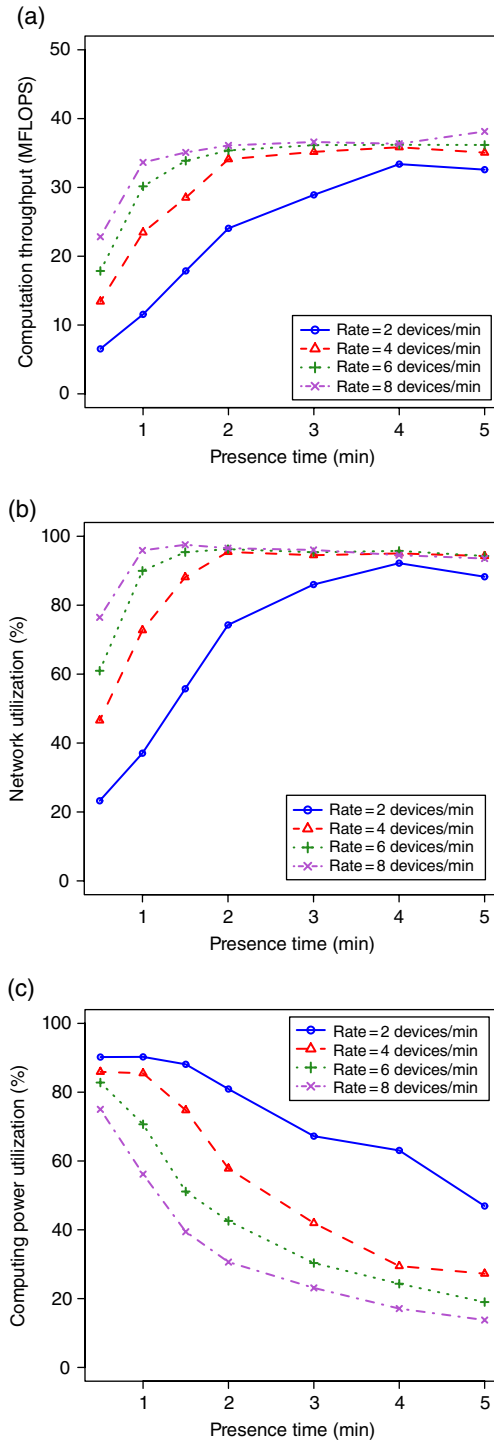 (a)
Computation throughput (MFLOPS)
50
40
30
20
10
0
Rate = 2 devices/min
Rate = 4 devices/min
Rate = 6 devices/min
Rate = 8 devices/min
1 2 3 4 5
Presence time (min)
(b)
Network utilization (%)
100
80
60
40
20
0
Rate = 2 devices/min
Rate = 4 devices/min
Rate = 6 devices/min
Rate = 8 devices/min
1 2 3 4 5
Presence time (min)
(c)
Computing power utilization (%)
100
80
60
40
20
0
Rate = 2 devices/min
Rate = 4 devices/min
Rate = 6 devices/min
Rate = 8 devices/min
1 2 3 4 5
Presence time (min)